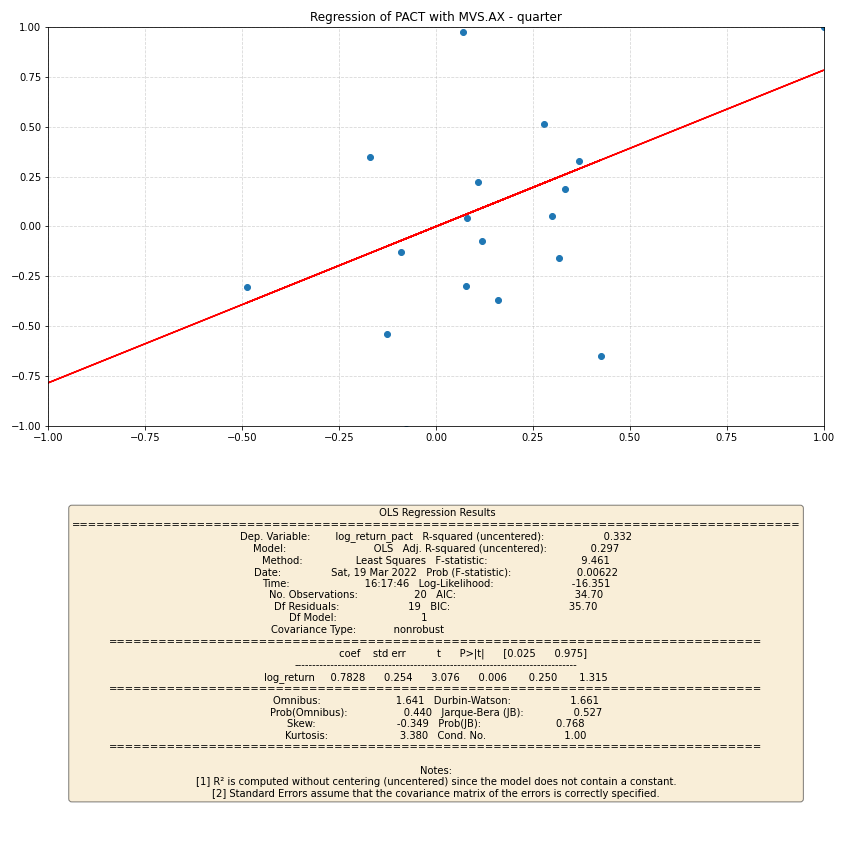 Regression of PACT with MVS.AX - quarter
1.00
0.75
0.50
0.25
0.00
−0.25
−0.50
−0.75
−1.00
−1.00 −0.75 −0.50 −0.25 0.00 0.25 0.50 0.75 1.00
OLS Regression Results
==============================================================================
Dep. Variable: log_return_pact R-squared (uncentered): 0.332
Model: OLS Adj. R-squared (uncentered): 0.297
Method: Least Squares F-statistic: 9.461
Date: Sat, 19 Mar 2022 Prob (F-statistic): 0.00622
Time: 16:17:46 Log-Likelihood: -16.351
No. Observations: 20 AIC: 34.70
Df Residuals: 19 BIC: 35.70
Df Model: 1
Covariance Type: nonrobust
==============================================================================
coef std err t P>|t| [0.025 0.975]
------------------------------------------------------------------------------
log_return 0.7828 0.254 3.076 0.006 0.250 1.315
==============================================================================
Omnibus: 1.641 Durbin-Watson: 1.661
Prob(Omnibus): 0.440 Jarque-Bera (JB): 0.527
Skew: -0.349 Prob(JB): 0.768
Kurtosis: 3.380 Cond. No. 1.00
==============================================================================
Notes:
[1] R² is computed without centering (uncentered) since the model does not contain a constant.
[2] Standard Errors assume that the covariance matrix of the errors is correctly specified.